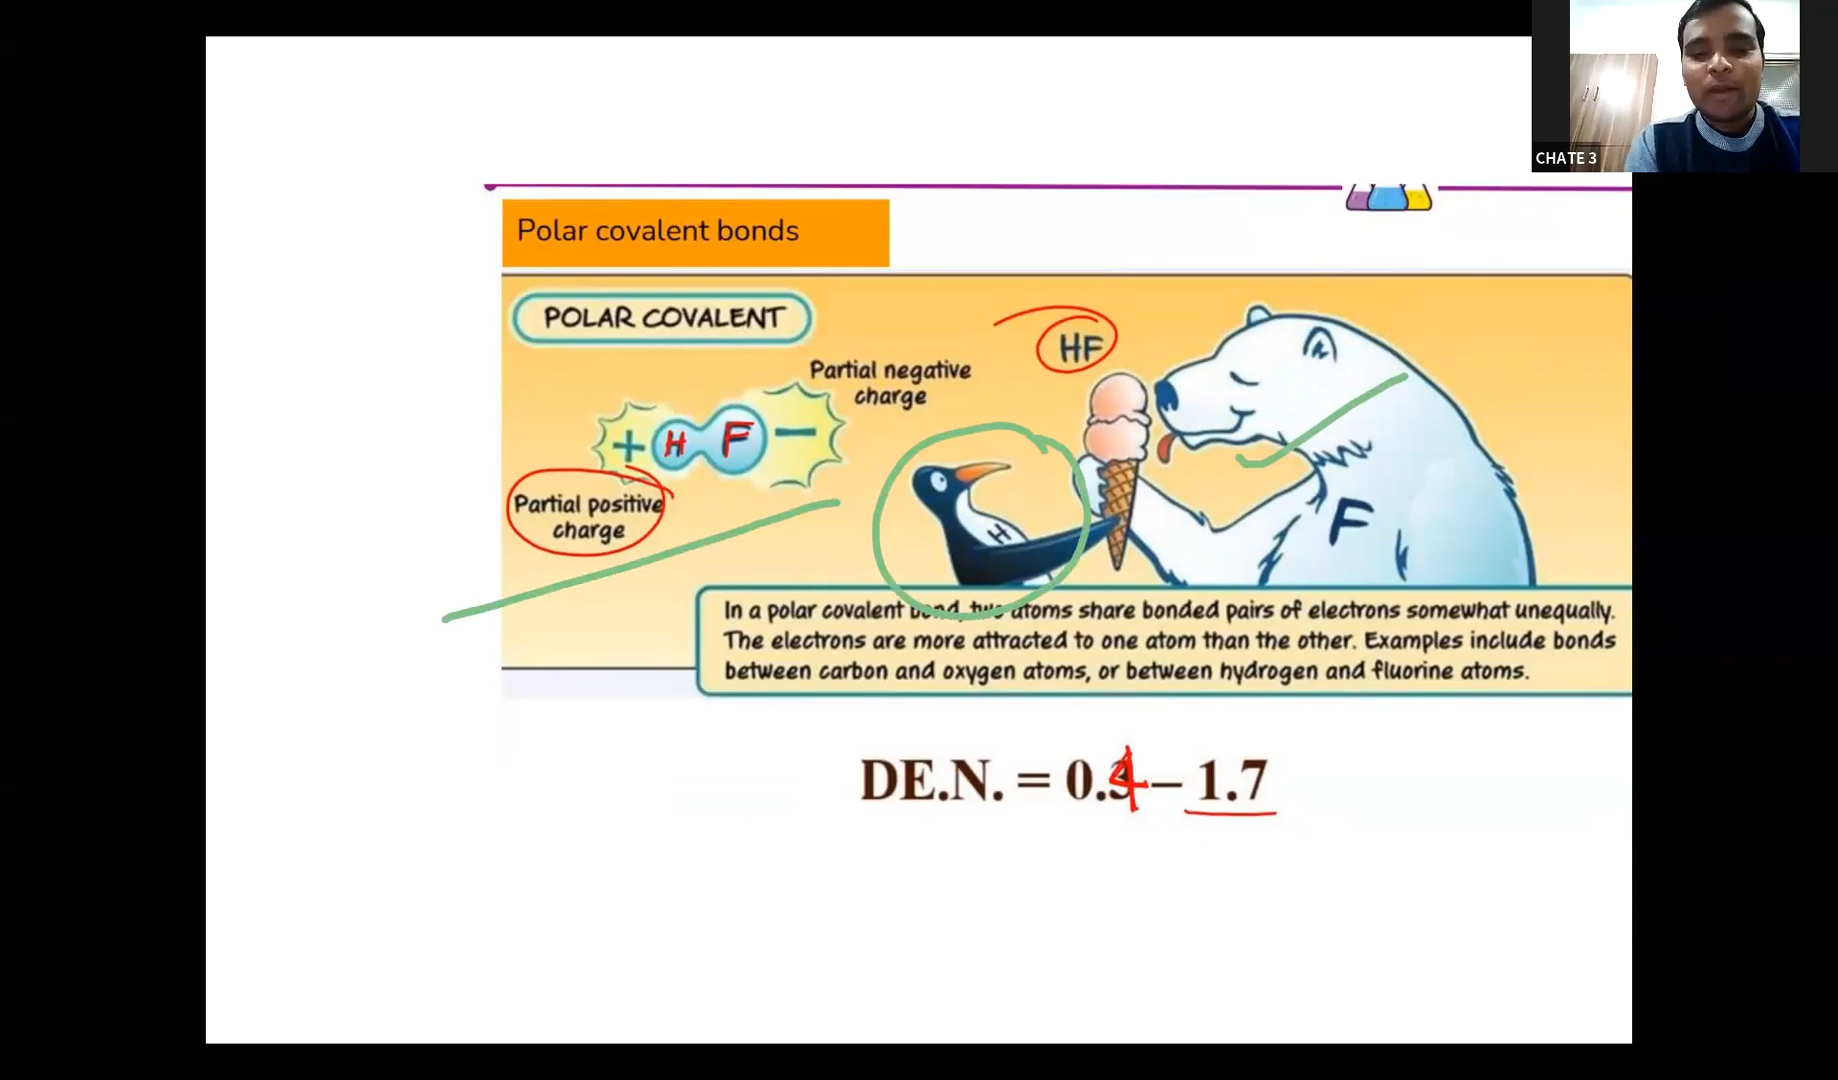 CHATE 3
Polar covalent bonds
POLAR COVALENT
HF
Partial negative
charge
+ H F −
Partial positive
charge
H
F
In a polar covalent bond, two atoms share bonded pairs of electrons somewhat unequally.
The electrons are more attracted to one atom than the other. Examples include bonds
between carbon and oxygen atoms, or between hydrogen and fluorine atoms.
DE.N. = 0.4 – 1.7